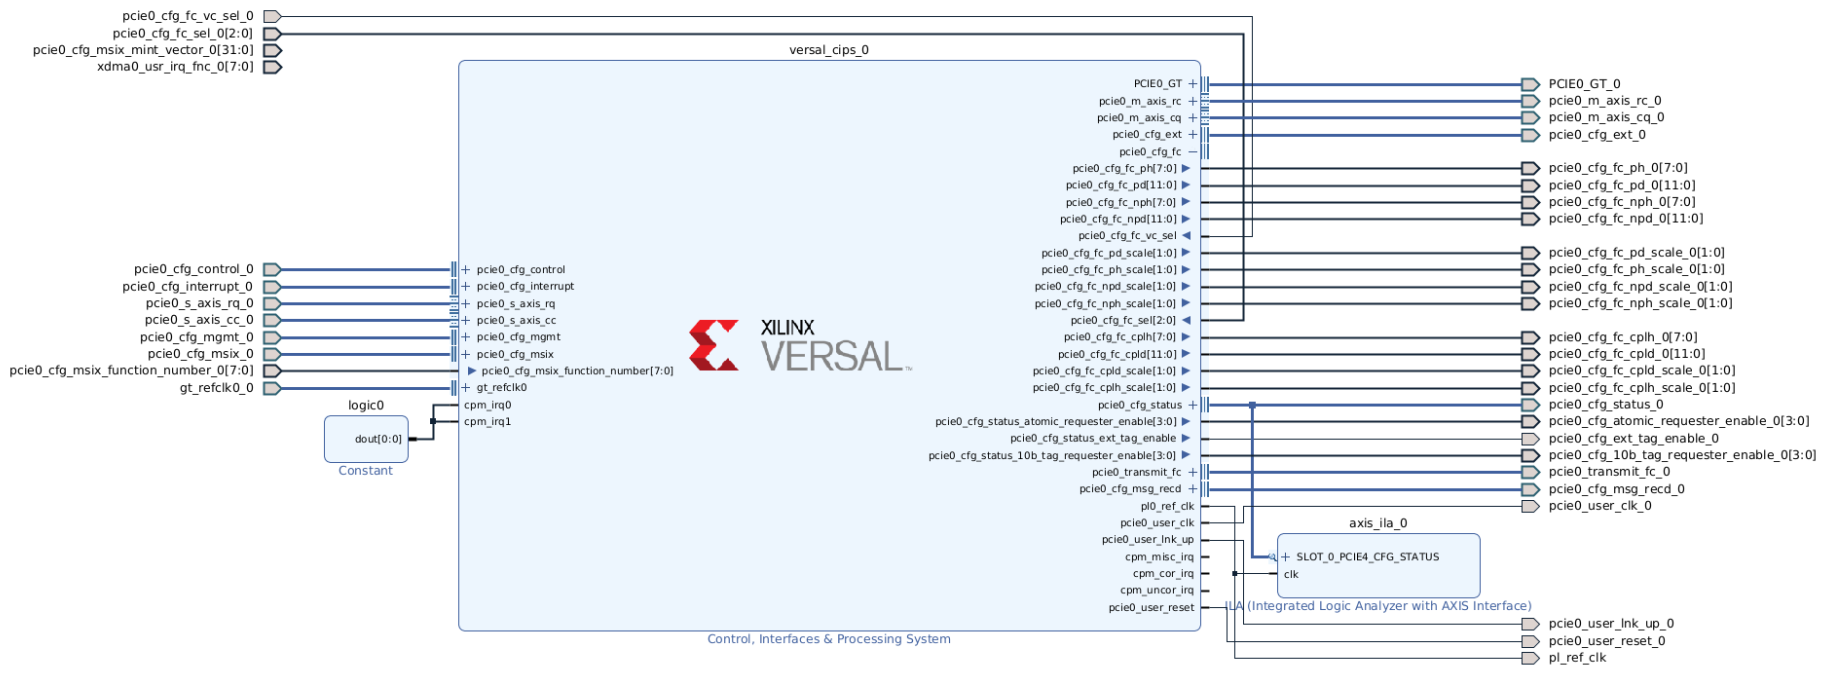 pcie0_cfg_fc_vc_sel_0
pcie0_cfg_fc_sel_0[2:0]
pcie0_cfg_msix_mint_vector_0[31:0]
xdma0_usr_irq_fnc_0[7:0]
pcie0_cfg_control_0
pcie0_cfg_interrupt_0
pcie0_s_axis_rq_0
pcie0_s_axis_cc_0
pcie0_cfg_mgmt_0
pcie0_cfg_msix_0
pcie0_cfg_msix_function_number_0[7:0]
gt_refclk0_0
logic0
dout[0:0]
Constant
versal_cips_0
pcie0_cfg_control
pcie0_cfg_interrupt
pcie0_s_axis_rq
pcie0_s_axis_cc
pcie0_cfg_mgmt
pcie0_cfg_msix
pcie0_cfg_msix_function_number[7:0]
gt_refclk0
cpm_irq0
cpm_irq1
XILINX
VERSAL™
PCIE0_GT
pcie0_m_axis_rc
pcie0_m_axis_cq
pcie0_cfg_ext
pcie0_cfg_fc
pcie0_cfg_fc_ph[7:0]
pcie0_cfg_fc_pd[11:0]
pcie0_cfg_fc_nph[7:0]
pcie0_cfg_fc_npd[11:0]
pcie0_cfg_fc_vc_sel
pcie0_cfg_fc_pd_scale[1:0]
pcie0_cfg_fc_ph_scale[1:0]
pcie0_cfg_fc_npd_scale[1:0]
pcie0_cfg_fc_nph_scale[1:0]
pcie0_cfg_fc_sel[2:0]
pcie0_cfg_fc_cplh[7:0]
pcie0_cfg_fc_cpld[11:0]
pcie0_cfg_fc_cpld_scale[1:0]
pcie0_cfg_fc_cplh_scale[1:0]
pcie0_cfg_status
pcie0_cfg_status_atomic_requester_enable[3:0]
pcie0_cfg_status_ext_tag_enable
pcie0_cfg_status_10b_tag_requester_enable[3:0]
pcie0_transmit_fc
pcie0_cfg_msg_recd
pl0_ref_clk
pcie0_user_clk
pcie0_user_lnk_up
cpm_misc_irq
cpm_cor_irq
cpm_uncor_irq
pcie0_user_reset
Control, Interfaces & Processing System
axis_ila_0
SLOT_0_PCIE4_CFG_STATUS
clk
ILA (Integrated Logic Analyzer with AXIS Interface)
PCIE0_GT_0
pcie0_m_axis_rc_0
pcie0_m_axis_cq_0
pcie0_cfg_ext_0
pcie0_cfg_fc_ph_0[7:0]
pcie0_cfg_fc_pd_0[11:0]
pcie0_cfg_fc_nph_0[7:0]
pcie0_cfg_fc_npd_0[11:0]
pcie0_cfg_fc_pd_scale_0[1:0]
pcie0_cfg_fc_ph_scale_0[1:0]
pcie0_cfg_fc_npd_scale_0[1:0]
pcie0_cfg_fc_nph_scale_0[1:0]
pcie0_cfg_fc_cplh_0[7:0]
pcie0_cfg_fc_cpld_0[11:0]
pcie0_cfg_fc_cpld_scale_0[1:0]
pcie0_cfg_fc_cplh_scale_0[1:0]
pcie0_cfg_status_0
pcie0_cfg_atomic_requester_enable_0[3:0]
pcie0_cfg_ext_tag_enable_0
pcie0_cfg_10b_tag_requester_enable_0[3:0]
pcie0_transmit_fc_0
pcie0_cfg_msg_recd_0
pcie0_user_clk_0
pcie0_user_lnk_up_0
pcie0_user_reset_0
pl_ref_clk